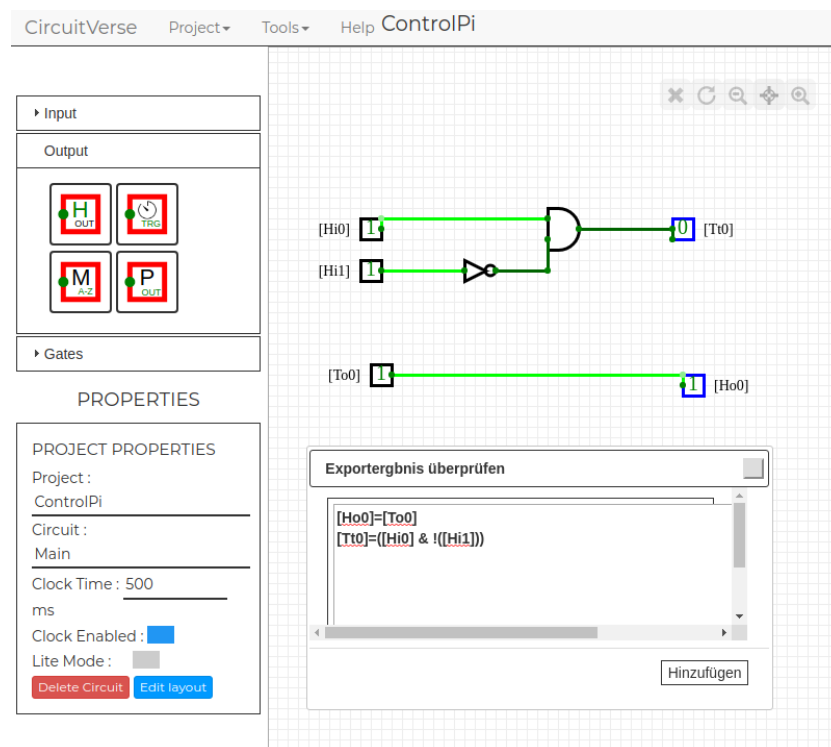 CircuitVerse Project Tools Help ControlPi
Input
Output
H
OUT
TRG
M
A-Z
P
OUT
Gates
PROPERTIES
PROJECT PROPERTIES
Project :
ControlPi
Circuit :
Main
Clock Time : 500
ms
Clock Enabled :
Lite Mode :
Delete Circuit Edit layout
[Hi0] 1 0 [Tt0]
[Hi1] 1
[To0] 1 1 [Ho0]
Exportergbnis überprüfen
[Ho0]=[To0]
[Tt0]=([Hi0] & !([Hi1]))
Hinzufügen